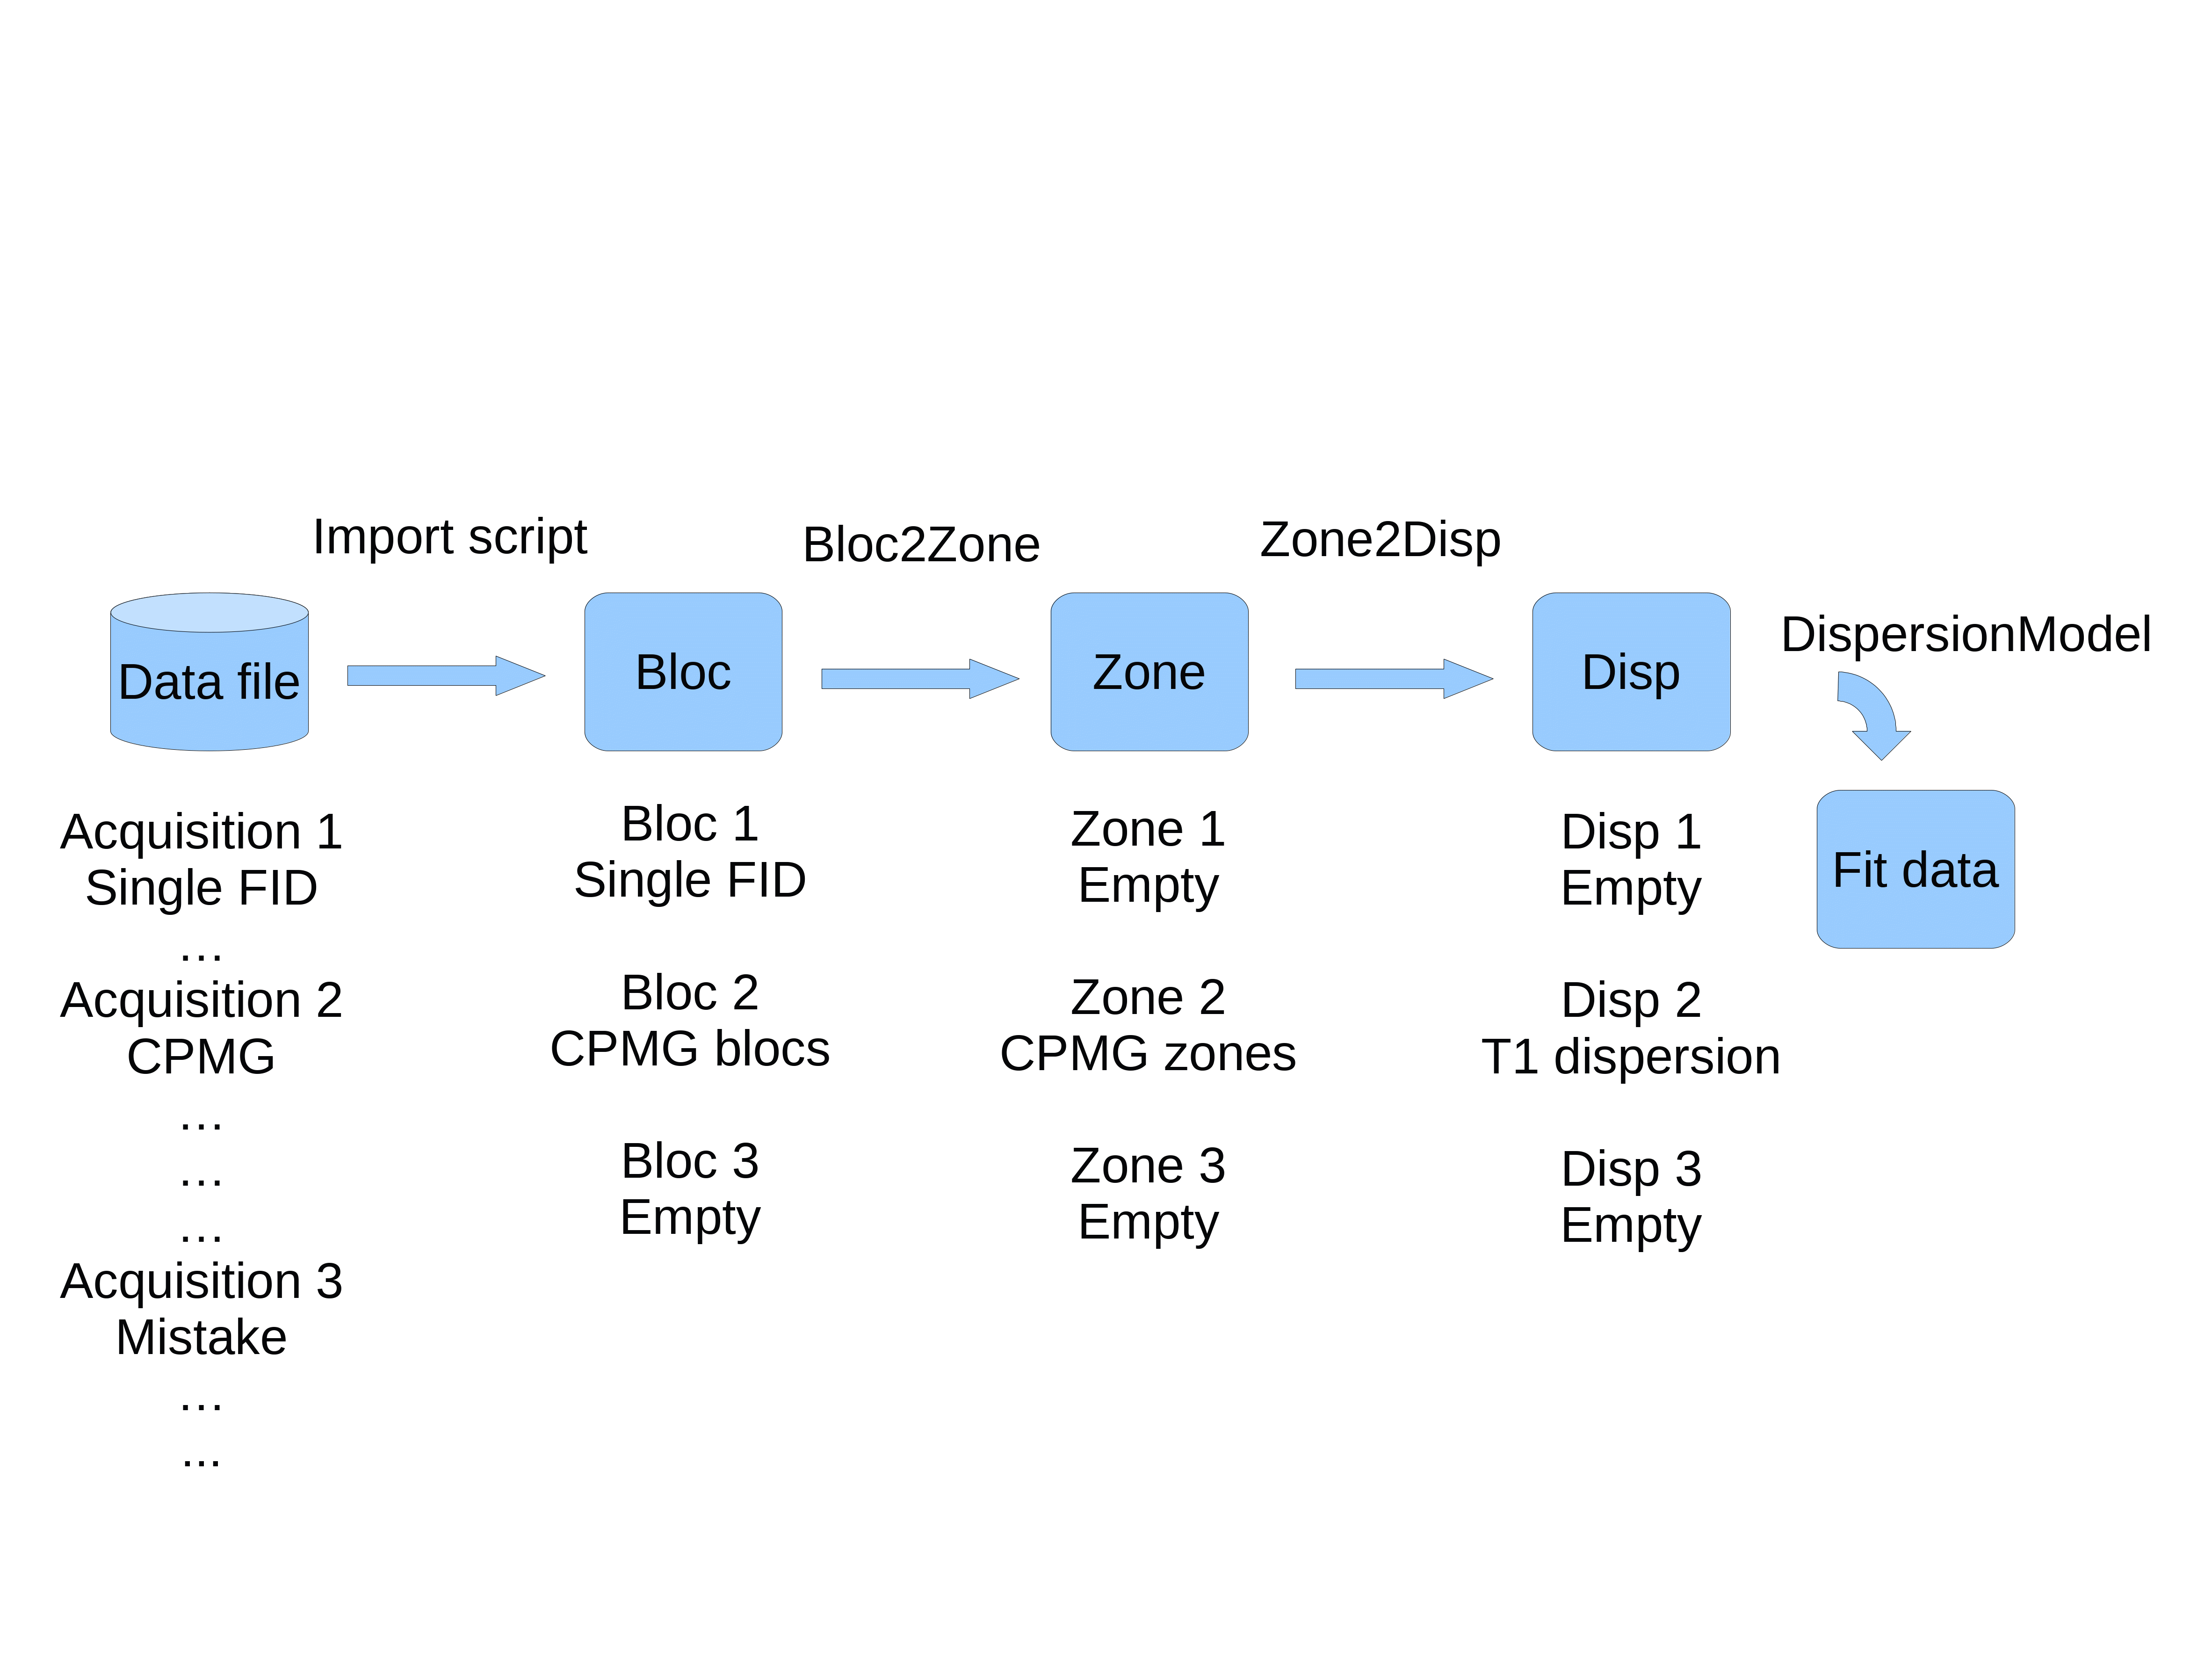 Import script
Bloc2Zone
Zone2Disp
DispersionModel
Data file
Bloc
Zone
Disp
Fit data
Acquisition 1
Single FID
…
Acquisition 2
CPMG
…
…
…
Acquisition 3
Mistake
…
...
Bloc 1
Single FID
Bloc 2
CPMG blocs
Bloc 3
Empty
Zone 1
Empty
Zone 2
CPMG zones
Zone 3
Empty
Disp 1
Empty
Disp 2
T1 dispersion
Disp 3
Empty